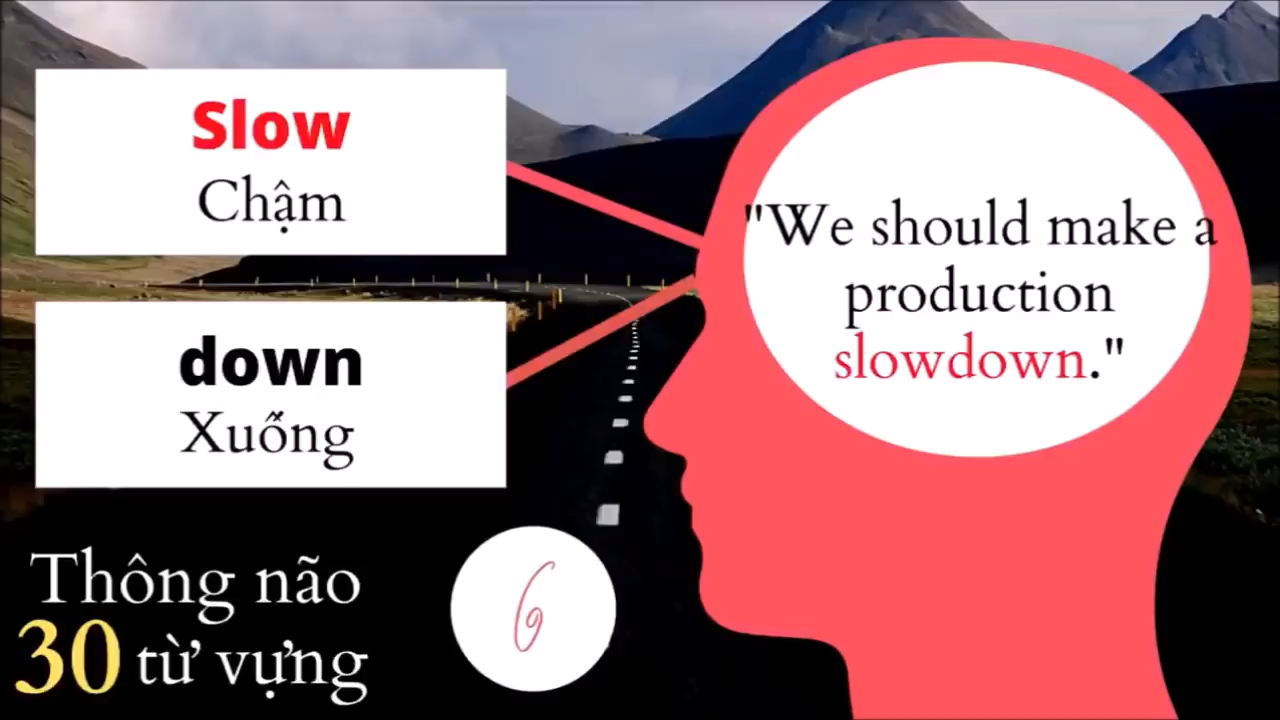 Slow
Chậm
down
Xuống
"We should make a
production
slowdown."
Thông não
30 từ vựng
6